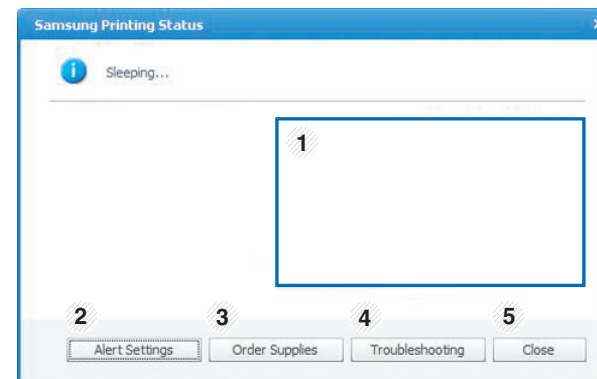 Samsung Printing Status
Sleeping...
1
2 3 4 5
Alert Settings Order Supplies Troubleshooting Close